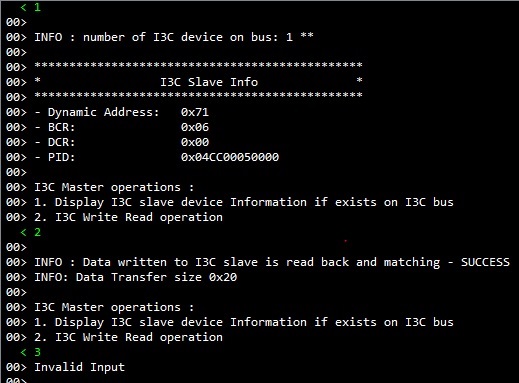 < 1
00>
00> INFO : number of I3C device on bus: 1 **
00>
00> *********************************************
00> *                 I3C Slave Info              *
00> *********************************************
00> - Dynamic Address:   0x71
00> - BCR:               0x06
00> - DCR:               0x00
00> - PID:               0x04CC00050000
00>
00> I3C Master operations :
00> 1. Display I3C slave device Information if exists on I3C bus
00> 2. I3C Write Read operation
< 2
00>
00> INFO : Data written to I3C slave is read back and matching - SUCCESS
00> INFO: Data Transfer size 0x20
00>
00> I3C Master operations :
00> 1. Display I3C slave device Information if exists on I3C bus
00> 2. I3C Write Read operation
< 3
00> Invalid Input
00>